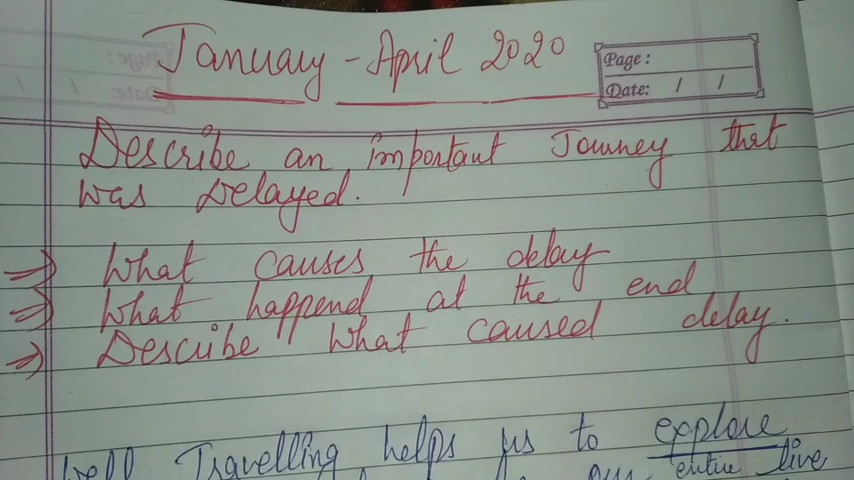 January - April 2020
Page:
Date: / /
Describe an important Journey that
was Delayed.
⇒ What causes the delay
⇒ What happend at the end
⇒ Describe What caused delay.
Well Travelling helps us to explore
our entire live